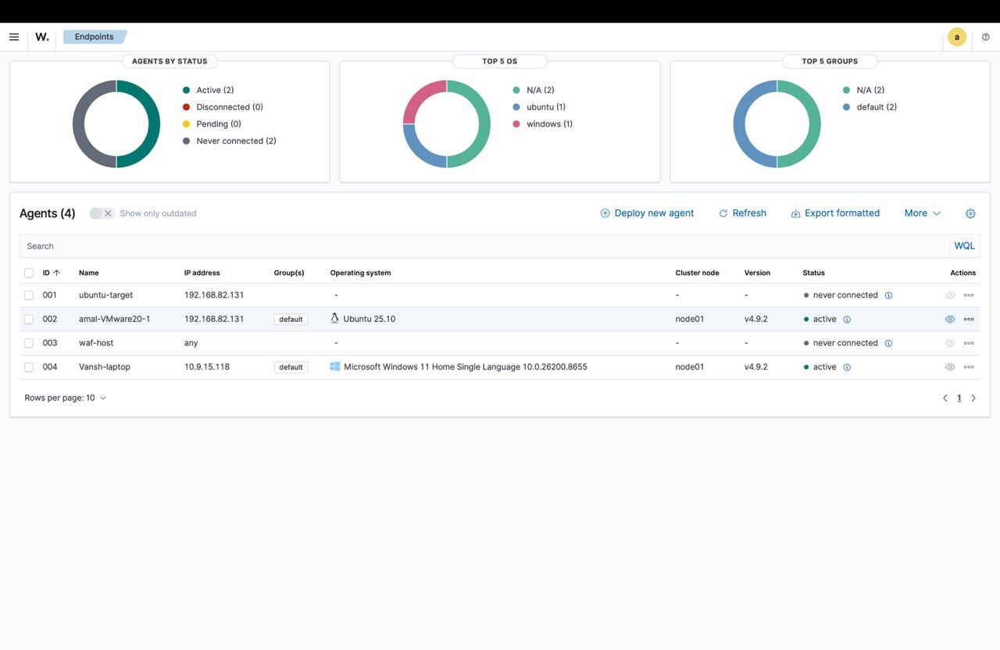 W. Endpoints a
AGENTS BY STATUS
Active (2)
Disconnected (0)
Pending (0)
Never connected (2)
TOP 5 OS
N/A (2)
ubuntu (1)
windows (1)
TOP 5 GROUPS
N/A (2)
default (2)
Agents (4) Show only outdated Deploy new agent Refresh Export formatted More
Search WQL
ID Name IP address Group(s) Operating system Cluster node Version Status Actions
001 ubuntu-target 192.168.82.131 - - - never connected
002 amal-VMware20-1 192.168.82.131 default Ubuntu 25.10 node01 v4.9.2 active
003 waf-host any - - - never connected
004 Vansh-laptop 10.9.15.118 default Microsoft Windows 11 Home Single Language 10.0.26200.8655 node01 v4.9.2 active
Rows per page: 10 1